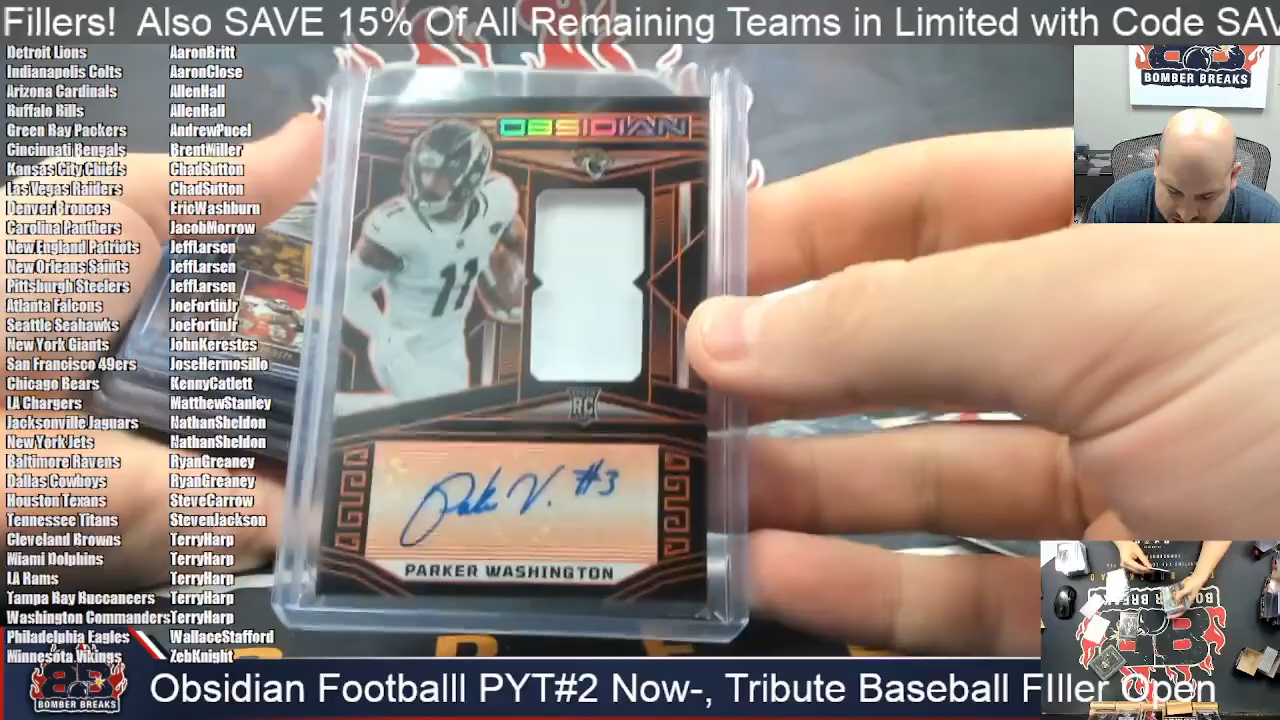 Fillers!  Also SAVE 15% Of All Remaining Teams in Limited with Code SAV
Detroit Lions AaronBritt
Indianapolis Colts AaronClose
Arizona Cardinals AllenHall
Buffalo Bills AllenHall
Green Bay Packers AndrewPucel
Cincinnati Bengals BrentMiller
Kansas City Chiefs ChadSutton
Las Vegas Raiders ChadSutton
Denver Broncos EricWashburn
Carolina Panthers JacobMorrow
New England Patriots JeffLarsen
New Orleans Saints JeffLarsen
Pittsburgh Steelers JeffLarsen
Atlanta Falcons JoeFortinJr
Seattle Seahawks JoeFortinJr
New York Giants JohnKerestes
San Francisco 49ers JoseHermosillo
Chicago Bears KennyCatlett
LA Chargers MatthewStanley
Jacksonville Jaguars NathanSheldon
New York Jets NathanSheldon
Baltimore Ravens RyanGreaney
Dallas Cowboys RyanGreaney
Houston Texans SteveCarrow
Tennessee Titans StevenJackson
Cleveland Browns TerryHarp
Miami Dolphins TerryHarp
LA Rams TerryHarp
Tampa Bay Buccaneers TerryHarp
Washington Commanders TerryHarp
Philadelphia Eagles WallaceStafford
Minnesota Vikings ZebKnight
OBSIDIAN
11
11
RC
#3
PARKER WASHINGTON
BOMBER BREAKS
BOMBER BREAKS
BOMBER BREAKS
Obsidian Footballl PYT#2 Now-, Tribute Baseball FIller Open